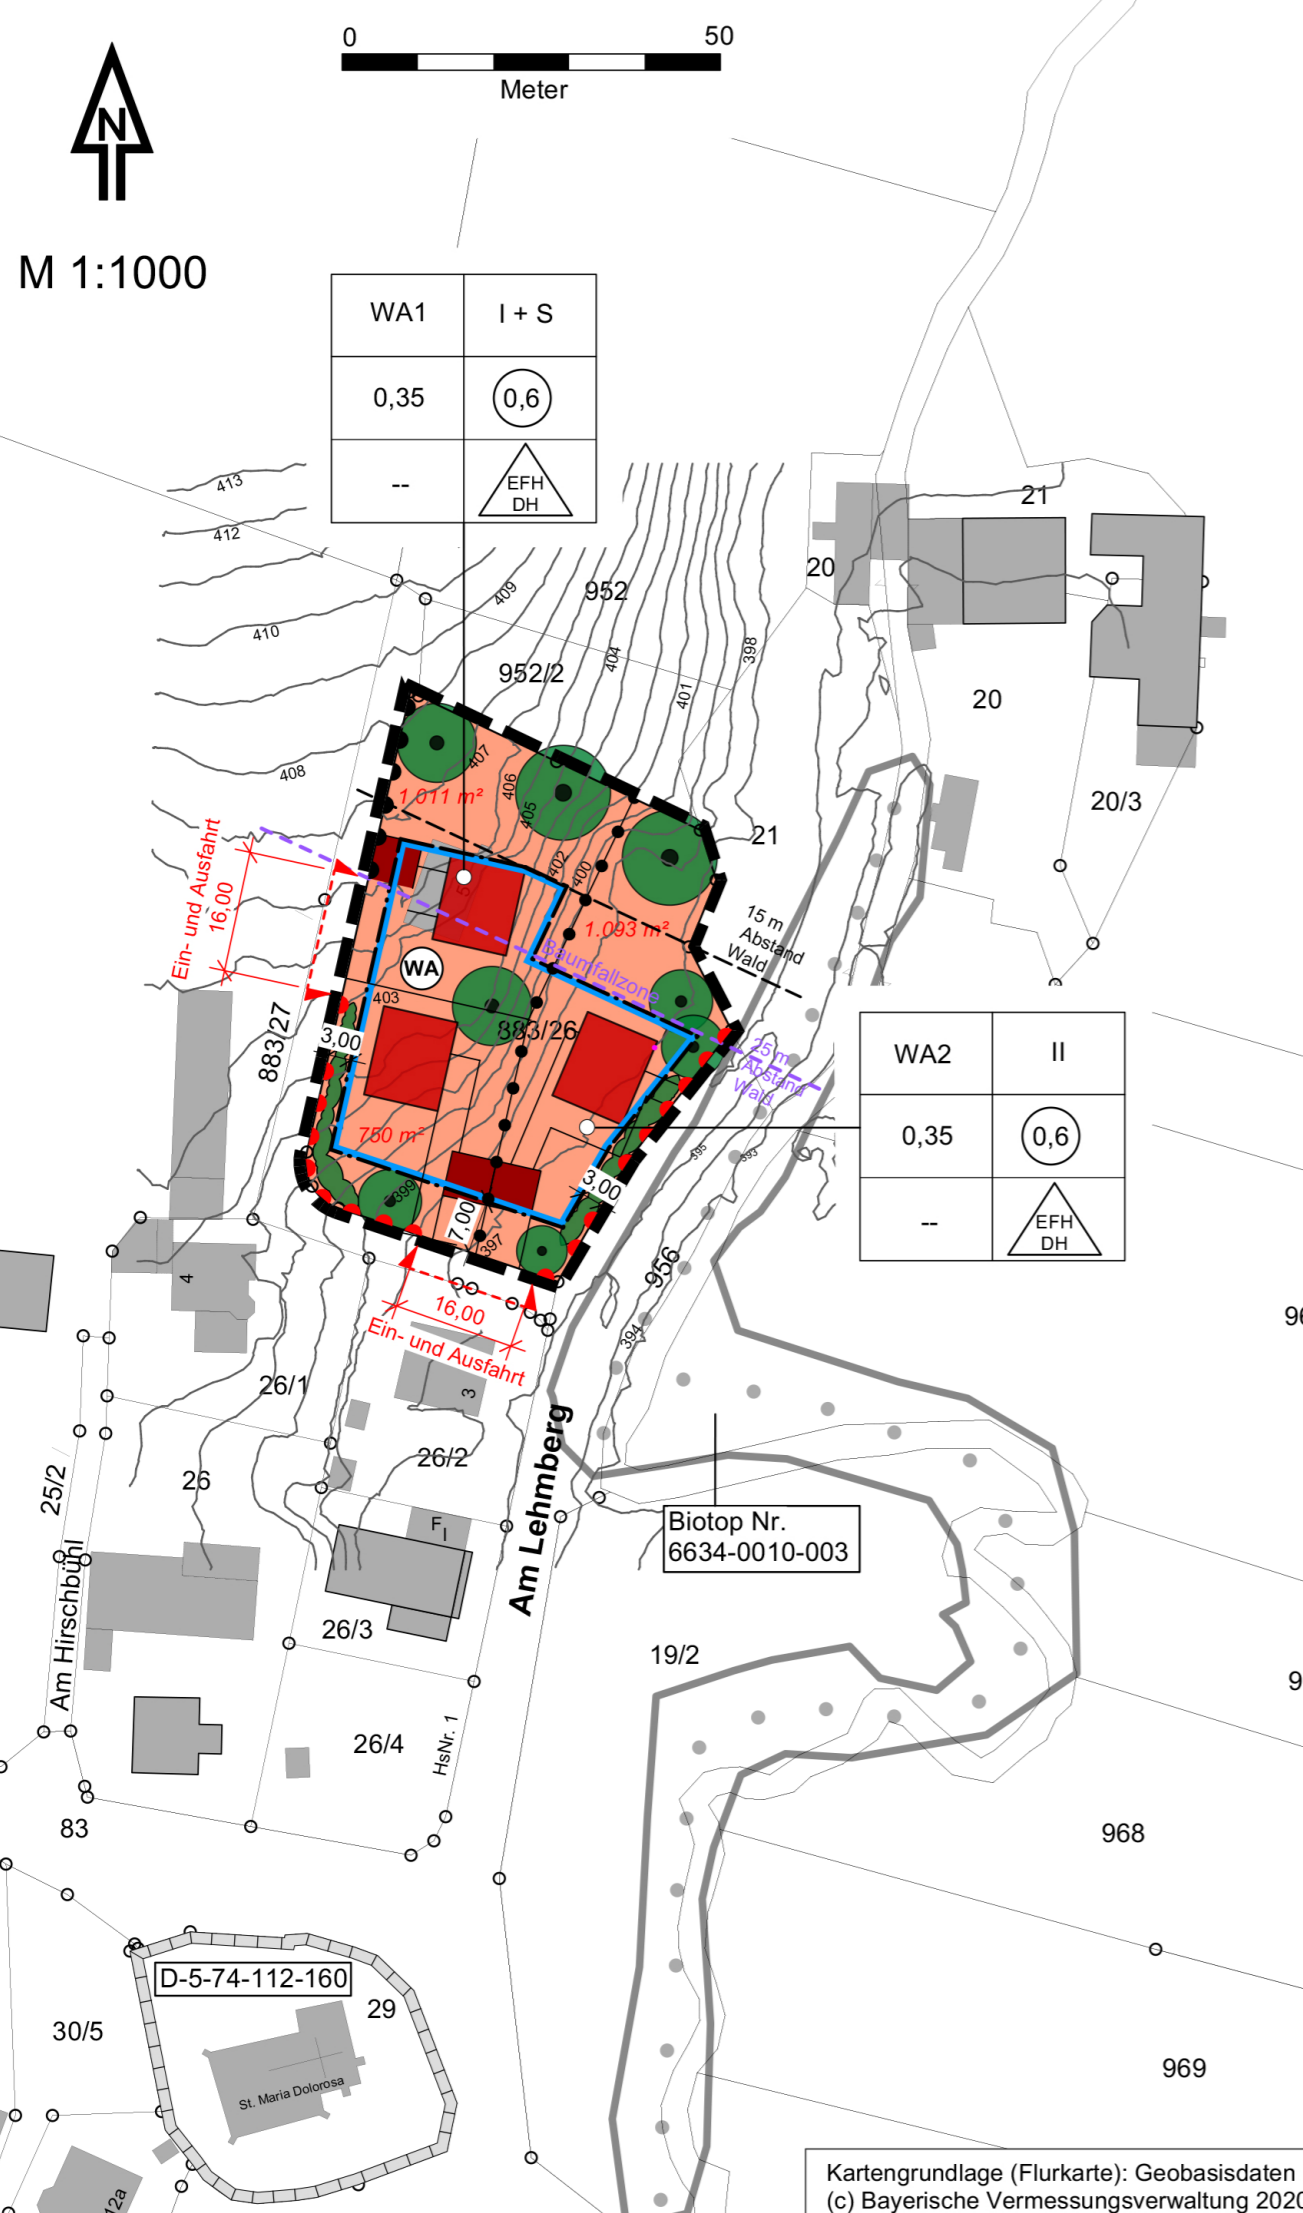 0
50
Meter
N
M 1:1000
WA1
I + S
0,35
0,6
--
EFH
DH
413
412
410
409
408
407
406
405
404
403
402
401
400
399
398
397
395
394
393
952
952/2
21
20
21
20
20/3
1.011 m²
1.093 m²
750 m²
15 m
Abstand
Wald
Baumfallzone
25 m
Abstand
Wald
Ein- und Ausfahrt
16,00
WA
883/26
883/27
3,00
3,00
7,00
16,00
Ein- und Ausfahrt
WA2
II
0,35
0,6
--
EFH
DH
956
4
3
26/1
26/2
26
25/2
26/3
26/4
Am Hirschbühl
Am Lehmberg
HsNr. 1
Biotop Nr.
6634-0010-003
19/2
83
968
969
D-5-74-112-160
29
30/5
St. Maria Dolorosa
12a
Kartengrundlage (Flurkarte): Geobasisdaten
(c) Bayerische Vermessungsverwaltung 2020